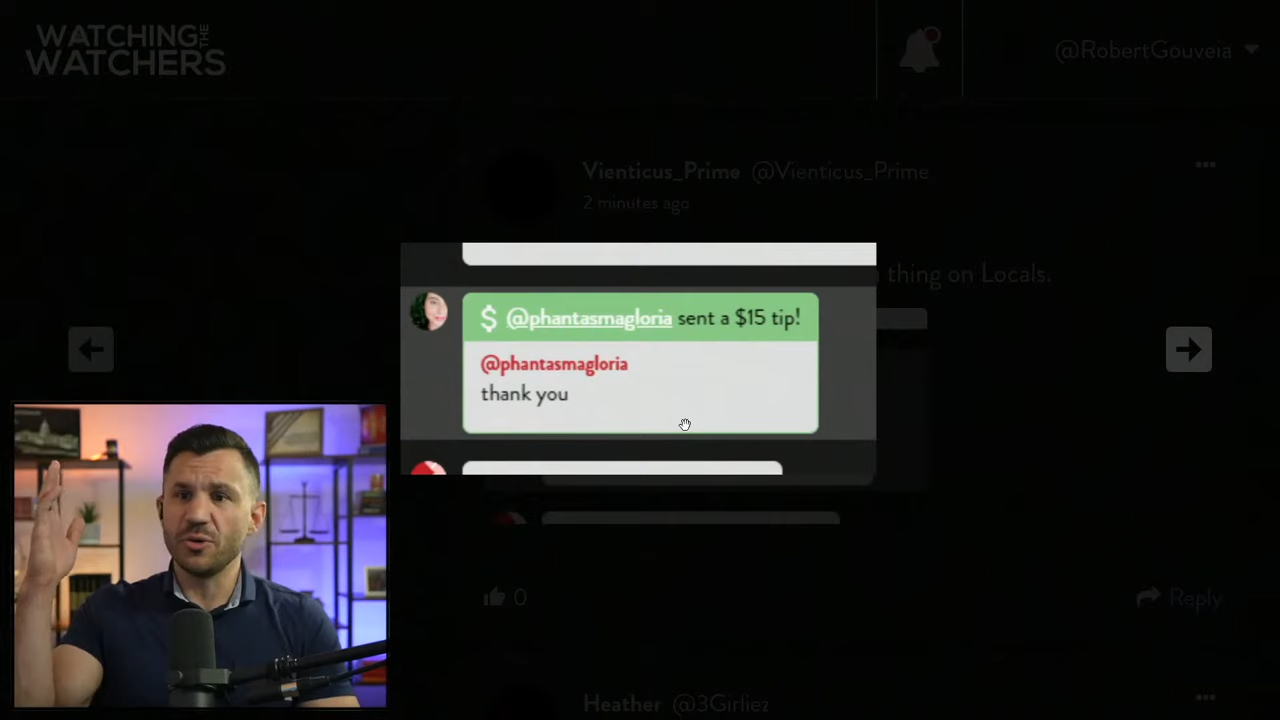 WATCHING THE
WATCHERS
@RobertGouveia
Vienticus_Prime @Vienticus_Prime
2 minutes ago
thing on Locals.
$ @phantasmagloria sent a $15 tip!
@phantasmagloria
thank you
0
Reply
Heather @3Girliez